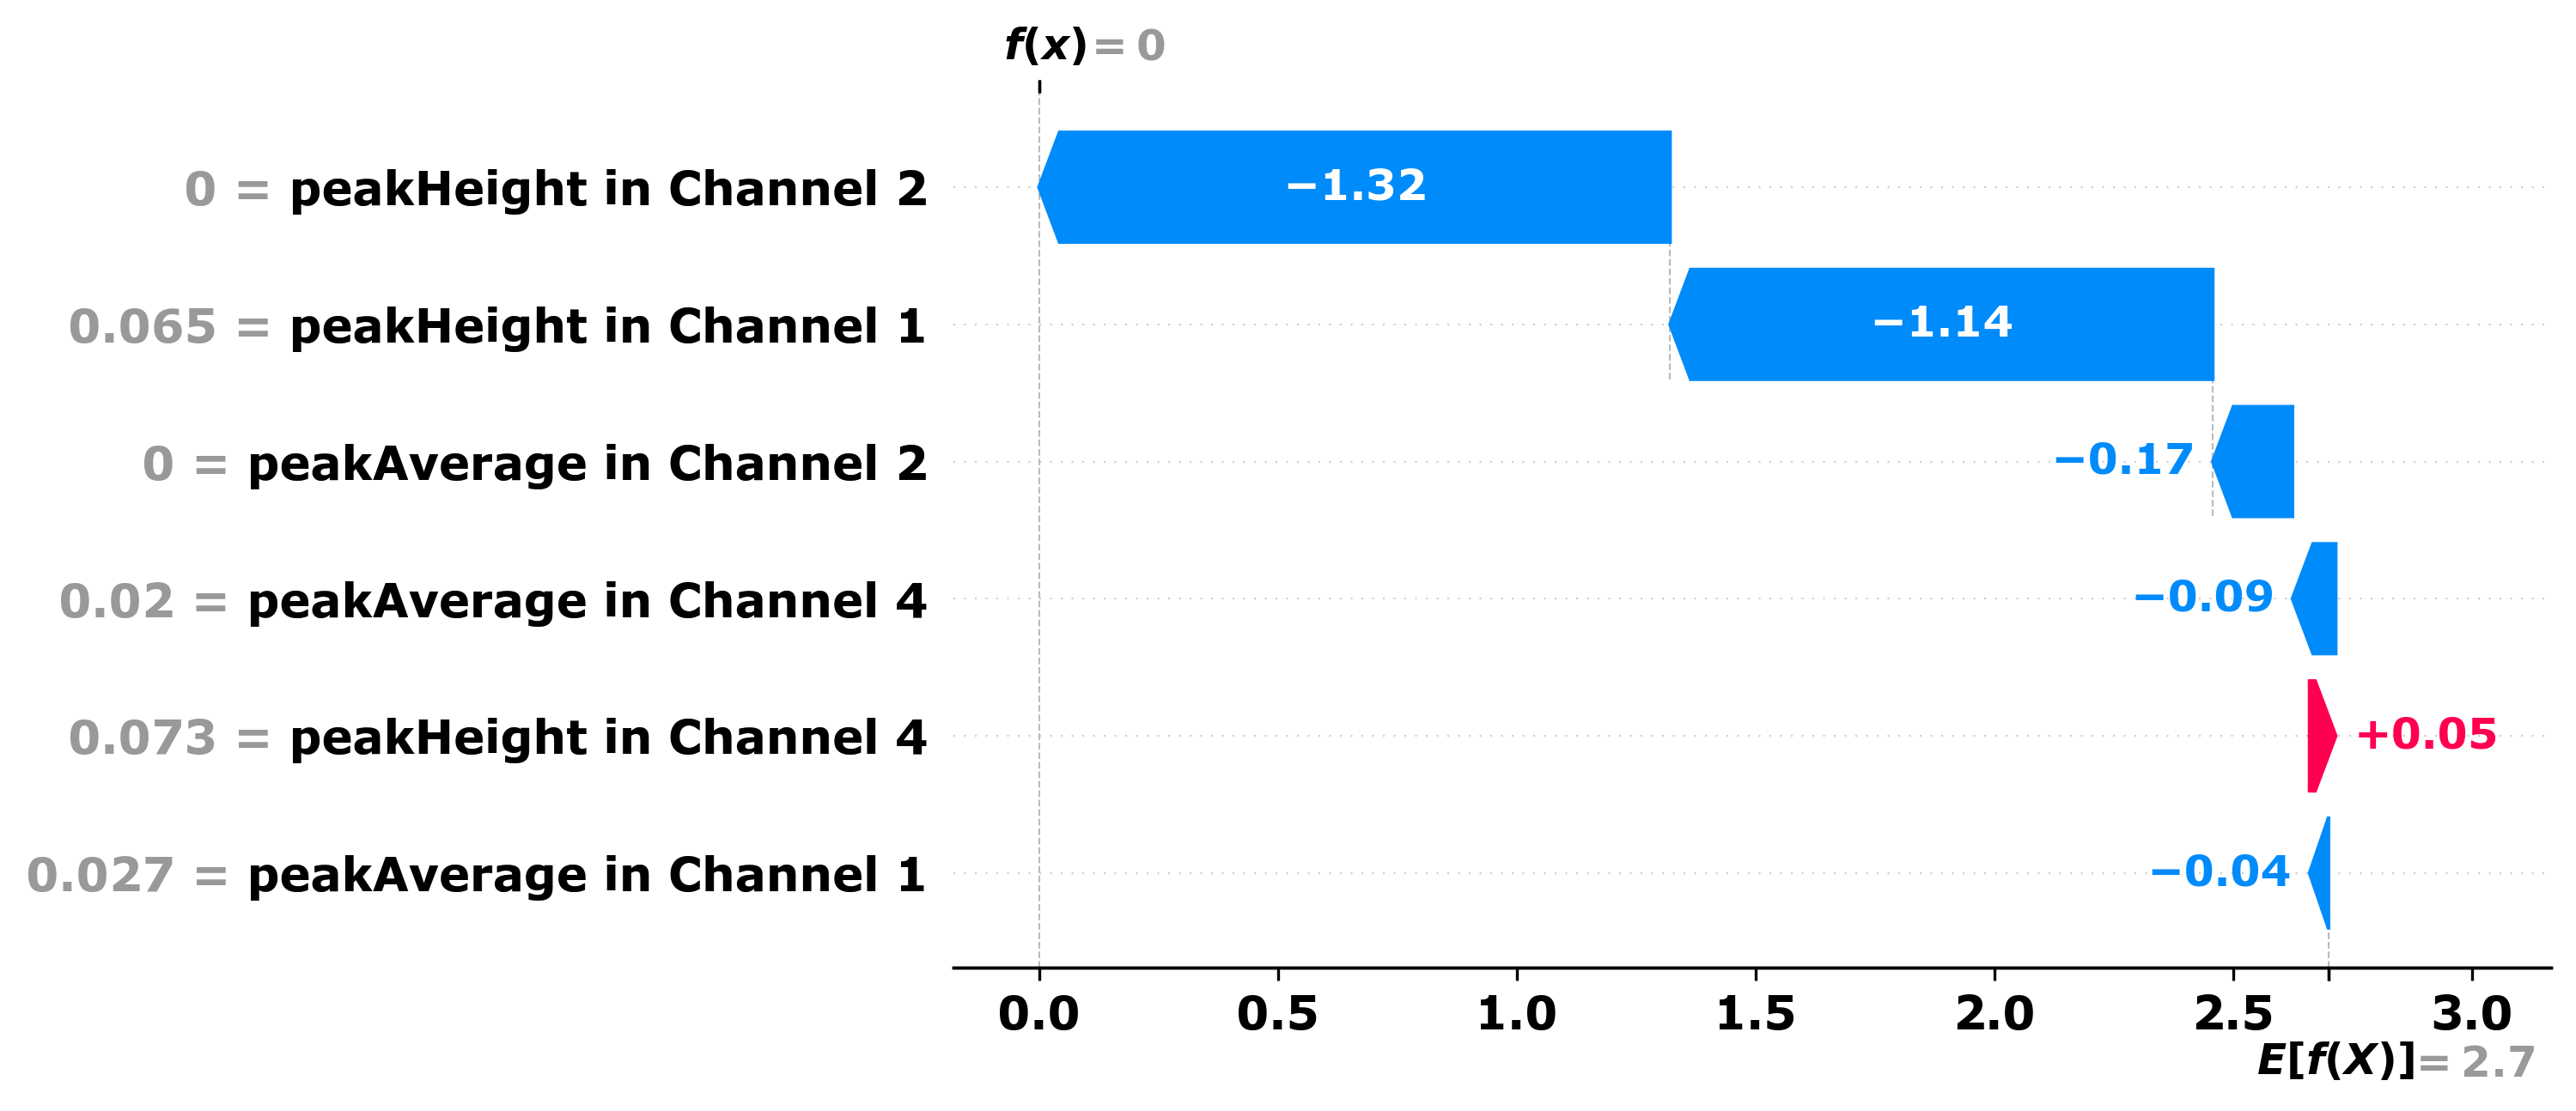 f(x) = 0
0 = peakHeight in Channel 2
−1.32
0.065 = peakHeight in Channel 1
−1.14
0 = peakAverage in Channel 2
−0.17
0.02 = peakAverage in Channel 4
−0.09
0.073 = peakHeight in Channel 4
+0.05
0.027 = peakAverage in Channel 1
−0.04
0.0 0.5 1.0 1.5 2.0 2.5 3.0
E[f(X)] = 2.7